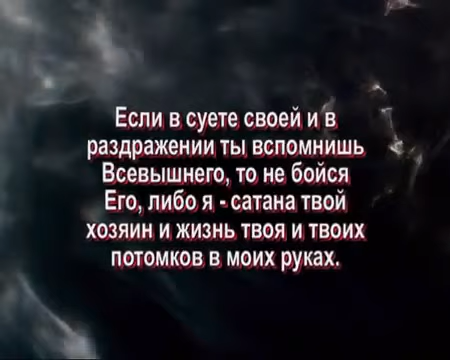 Если в суете своей и в
раздражении ты вспомнишь
Всевышнего, то не бойся
Его, либо я - сатана твой
хозяин и жизнь твоя и твоих
потомков в моих руках.